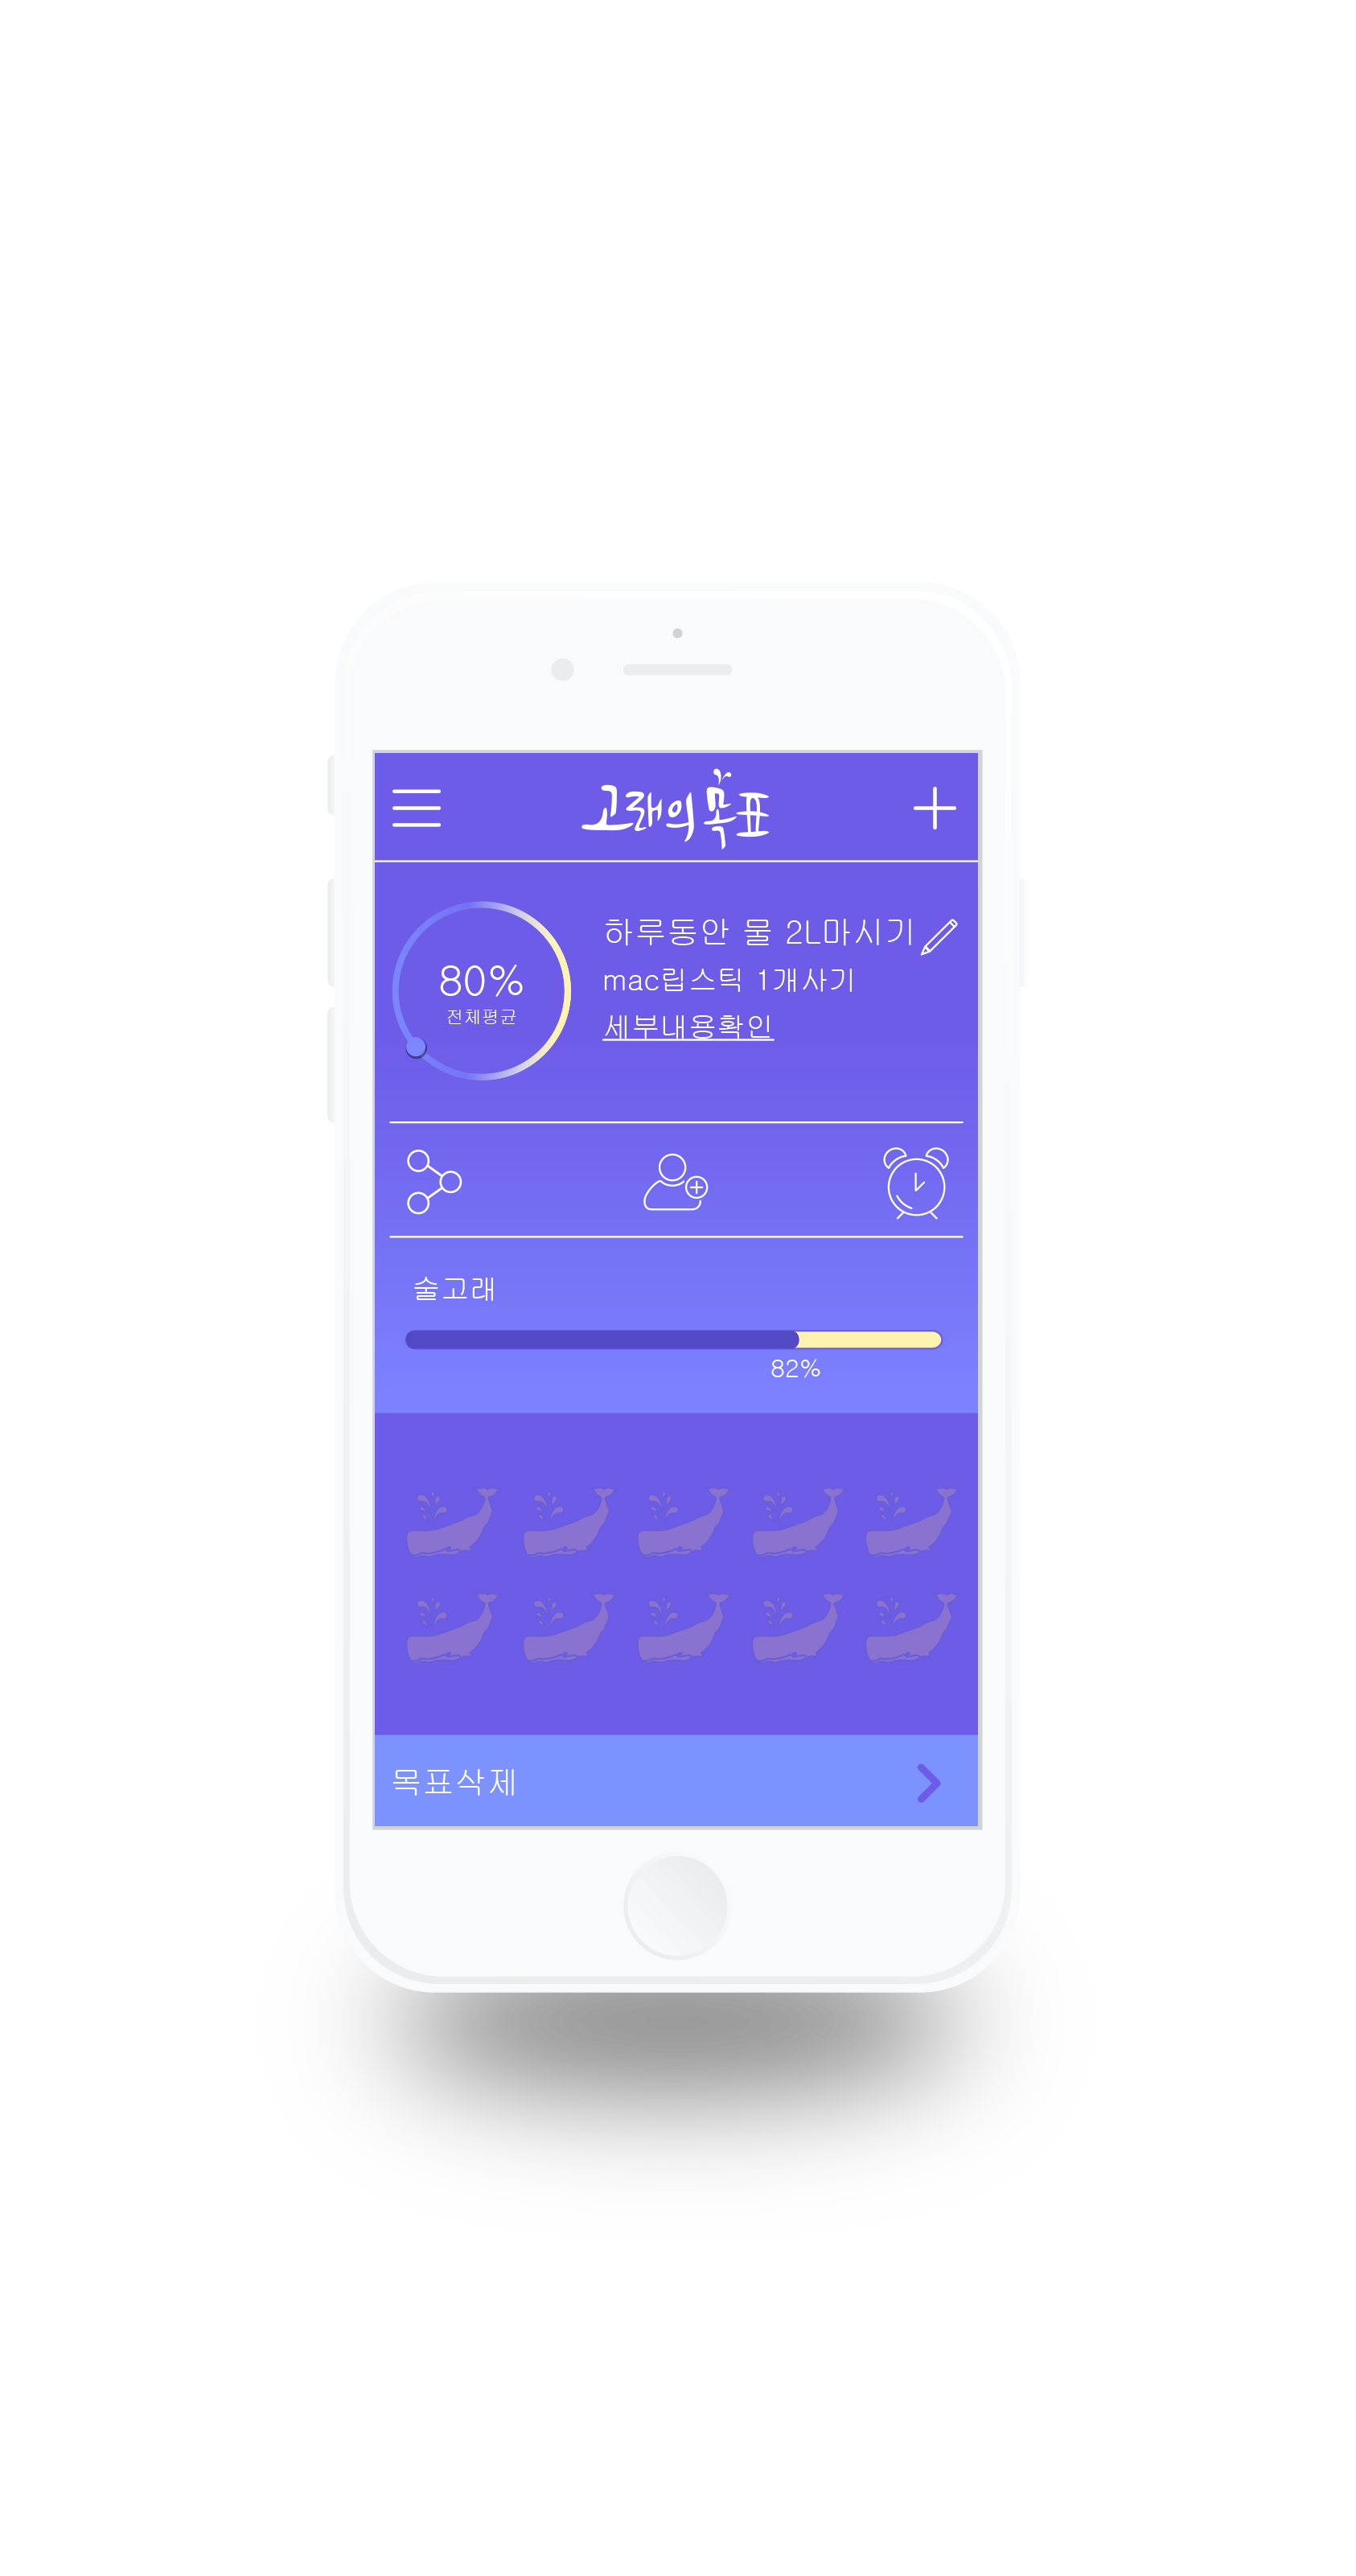 고래의 목표
하루동안 물 2L마시기
80%
mac립스틱 1개사기
전체평균
세부내용확인
술고래
82%
목표삭제